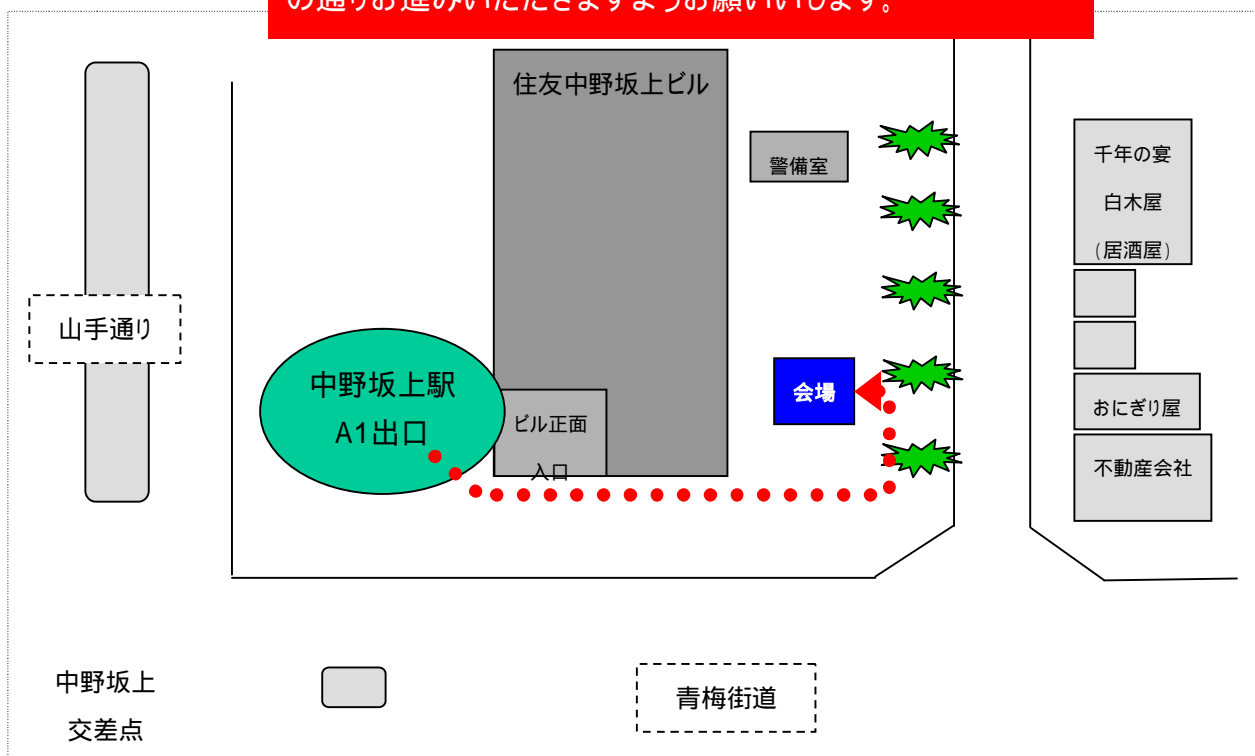 の通りお進みいただきますようお願いいします。
住友中野坂上ビル
警備室
千年の宴
白木屋
(居酒屋)
山手通り
中野坂上駅
A1出口
ビル正面
入口
会場
おにぎり屋
不動産会社
中野坂上
交差点
青梅街道